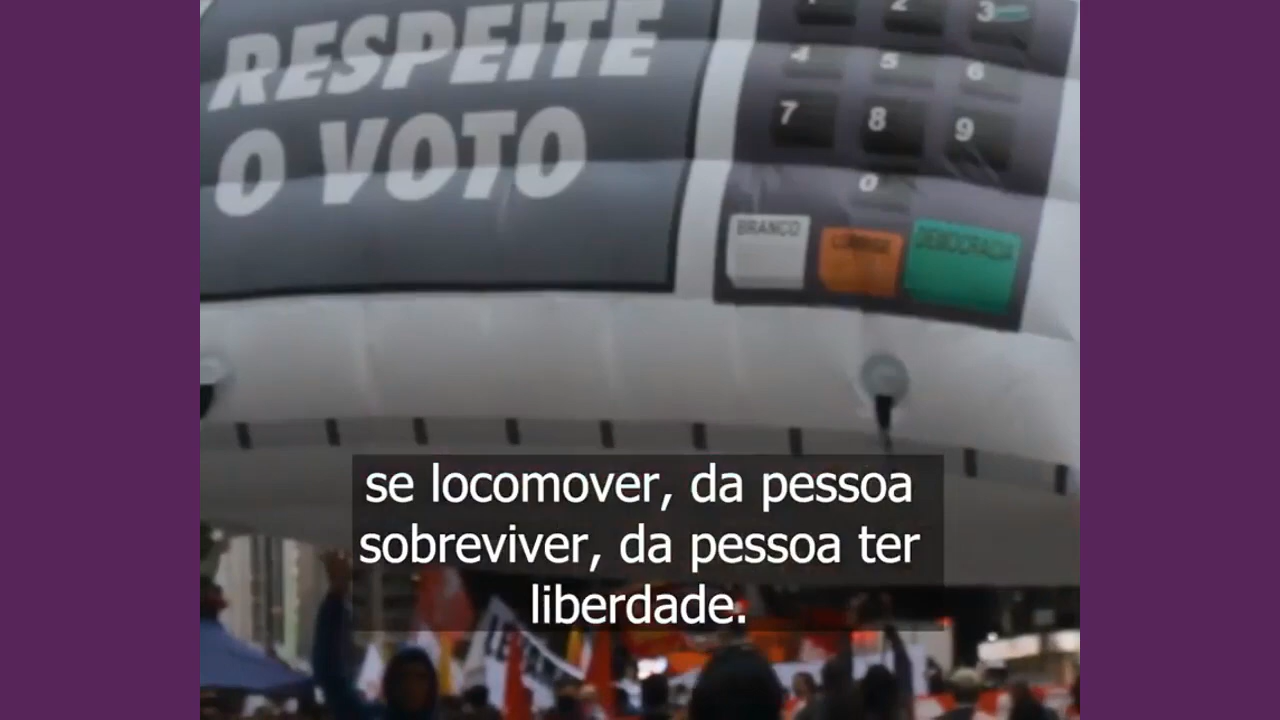 RESPEITE
O VOTO
1 2 3
4 5 6
7 8 9
0
BRANCO CORRIGE DEMOCRACIA
se locomover, da pessoa
sobreviver, da pessoa ter
liberdade.